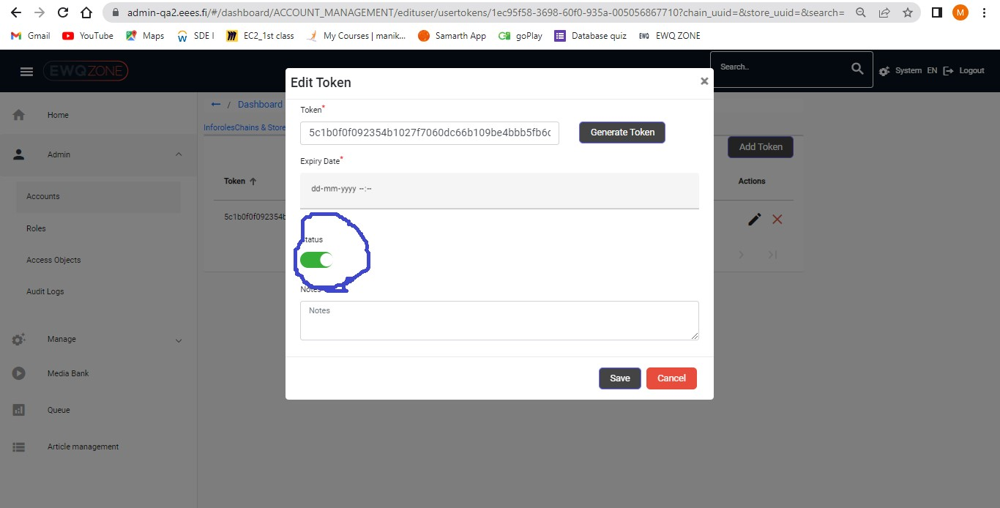 admin-qa2.eees.fi/#/dashboard/ACCOUNT_MANAGEMENT/edituser/usertokens/1ec95f58-3698-60f0-935a-005056867710?chain_uuid=&store_uuid=&search=
M
Gmail YouTube Maps SDE I EC2_1st class My Courses | manik... Samarth App goPlay Database quiz EWQ EWQ ZONE
EWQZONE
Search..
System EN Logout
Home
Admin
Accounts
Roles
Access Objects
Audit Logs
Manage
Media Bank
Queue
Article management
/ Dashboard
InforolesChains & Store
Add Token
Token
Actions
5c1b0f0f092354b
Edit Token
×
Token*
5c1b0f0f092354b1027f7060dc66b109be4bbb5fb6c
Generate Token
Expiry Date*
dd-mm-yyyy --:--
Status
Notes
Notes
Save
Cancel